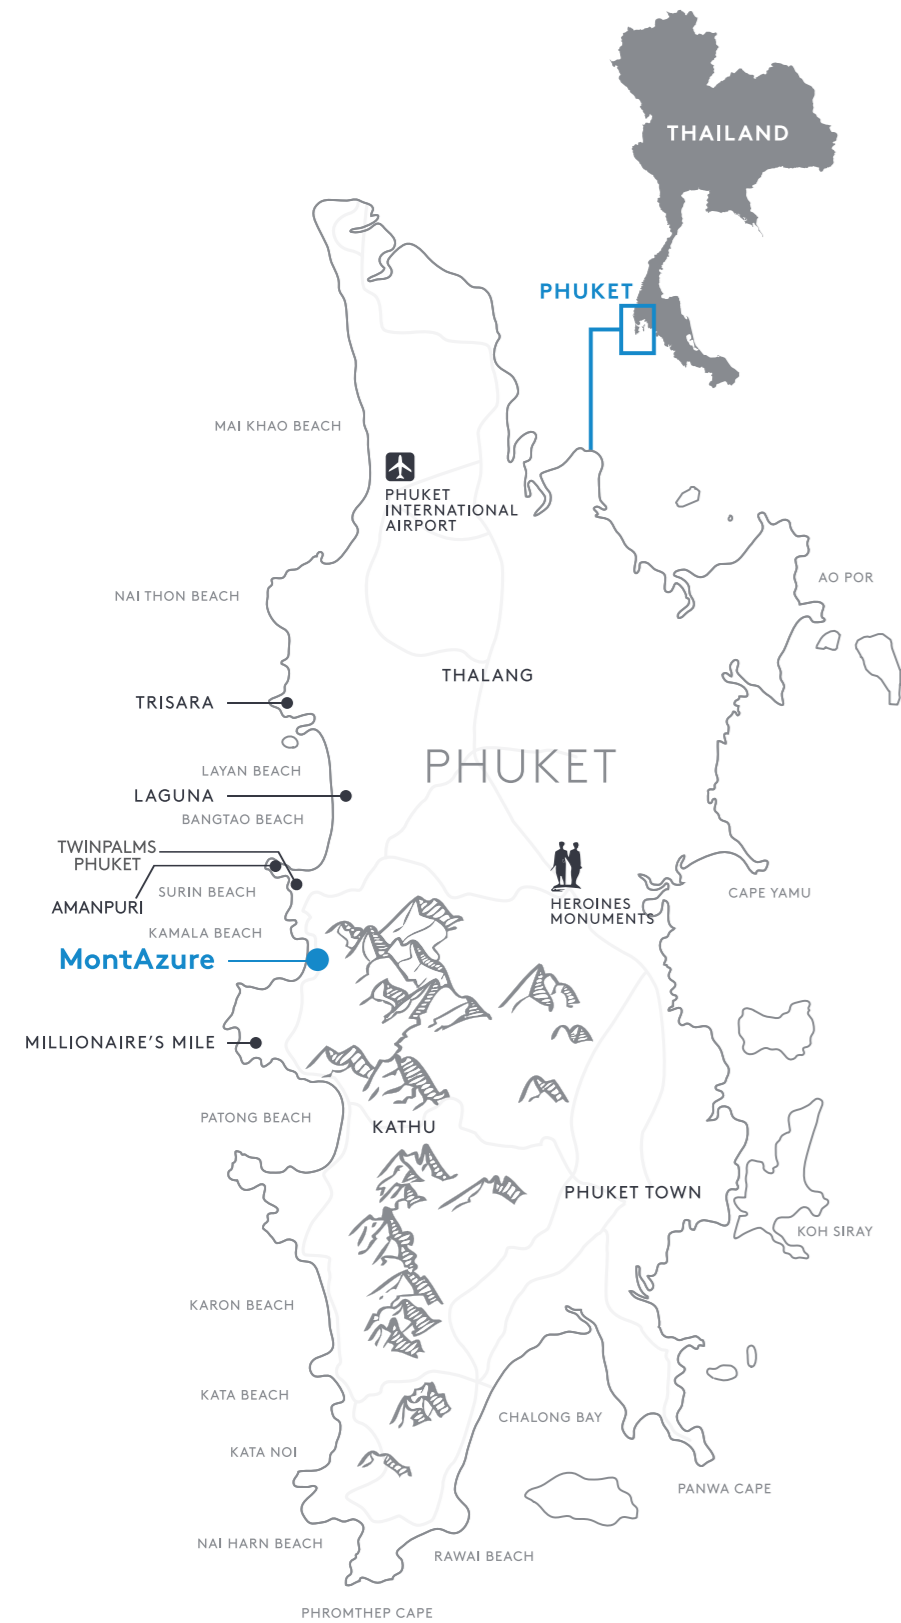 THAILAND
PHUKET
MAI KHAO BEACH
PHUKET
INTERNATIONAL
AIRPORT
AO POR
NAI THON BEACH
THALANG
TRISARA
PHUKET
LAYAN BEACH
LAGUNA
BANGTAO BEACH
TWINPALMS
PHUKET
SURIN BEACH
CAPE YAMU
AMANPURI
HEROINES
MONUMENTS
KAMALA BEACH
MontAzure
MILLIONAIRE'S MILE
PATONG BEACH
KATHU
PHUKET TOWN
KOH SIRAY
KARON BEACH
KATA BEACH
CHALONG BAY
KATA NOI
PANWA CAPE
NAI HARN BEACH
RAWAI BEACH
PHROMTHEP CAPE